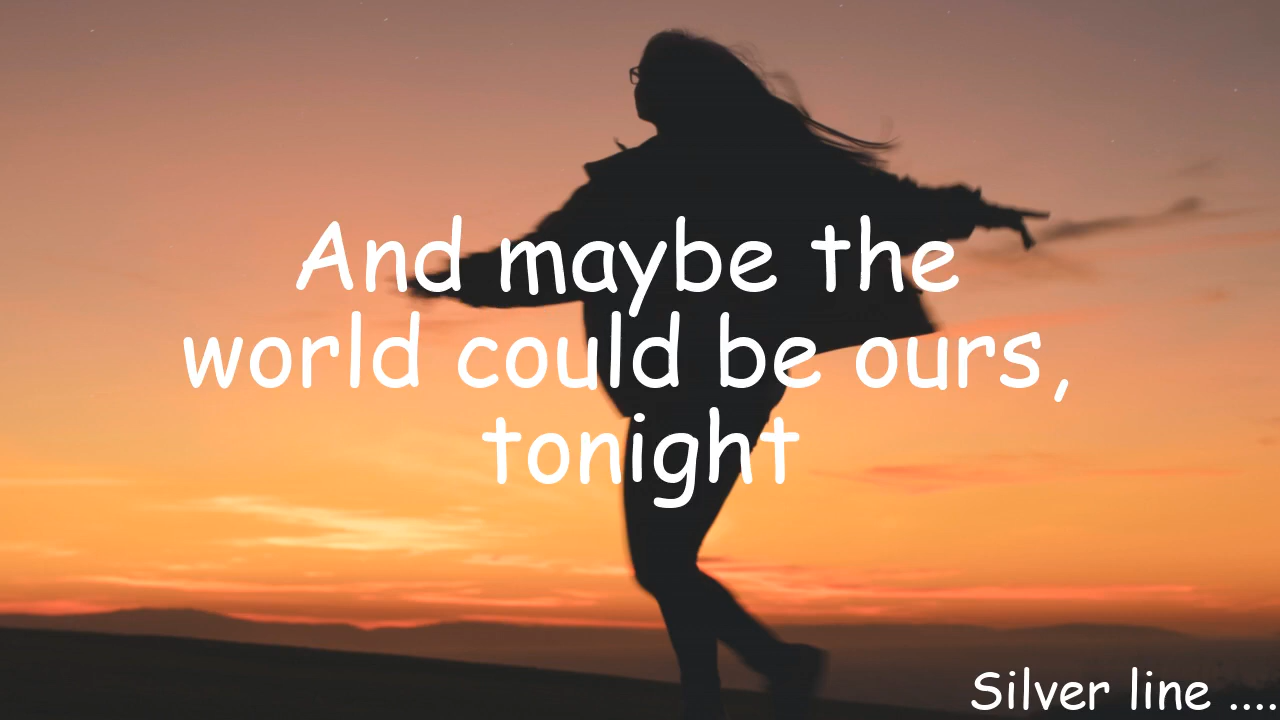 And maybe the
world could be ours,
tonight
Silver line ....